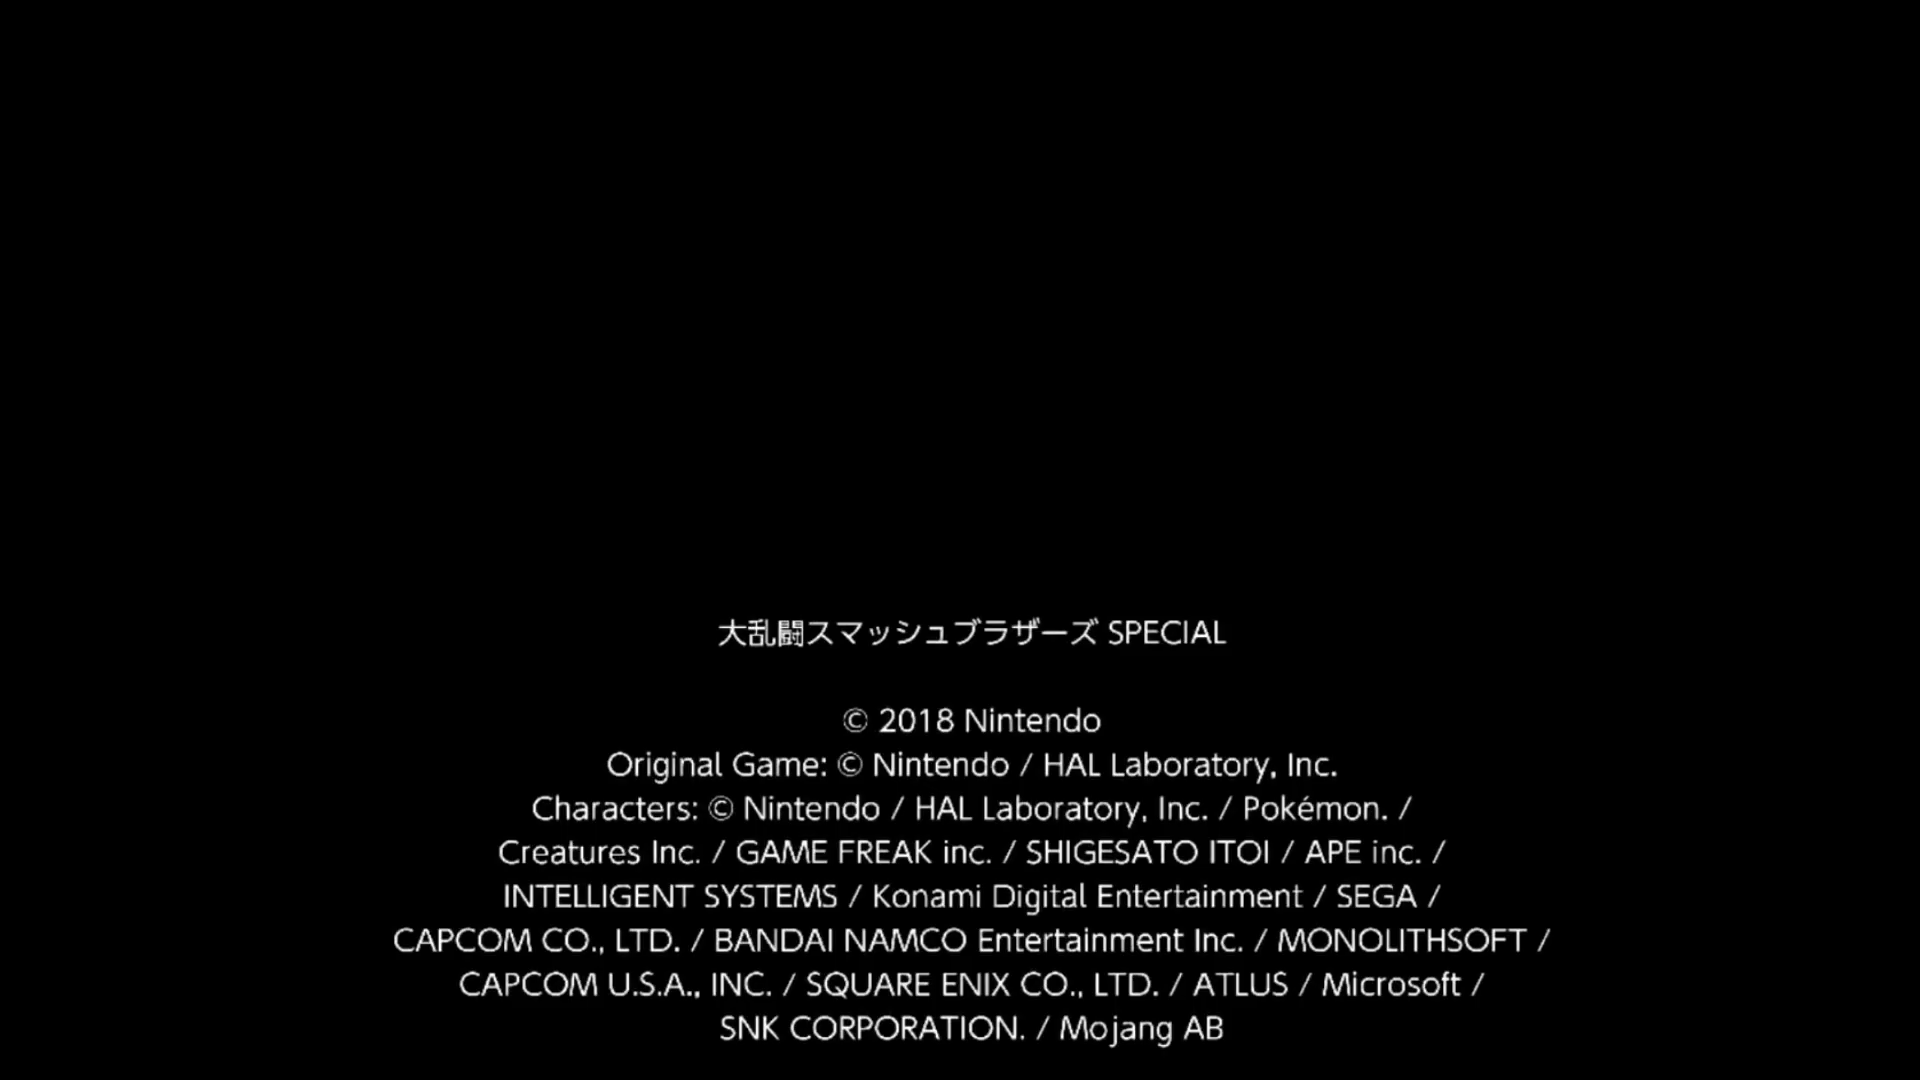 大乱闘スマッシュブラザーズ SPECIAL
© 2018 Nintendo
Original Game: © Nintendo / HAL Laboratory, Inc.
Characters: © Nintendo / HAL Laboratory, Inc. / Pokémon. /
Creatures Inc. / GAME FREAK inc. / SHIGESATO ITOI / APE inc. /
INTELLIGENT SYSTEMS / Konami Digital Entertainment / SEGA /
CAPCOM CO., LTD. / BANDAI NAMCO Entertainment Inc. / MONOLITHSOFT /
CAPCOM U.S.A., INC. / SQUARE ENIX CO., LTD. / ATLUS / Microsoft /
SNK CORPORATION. / Mojang AB